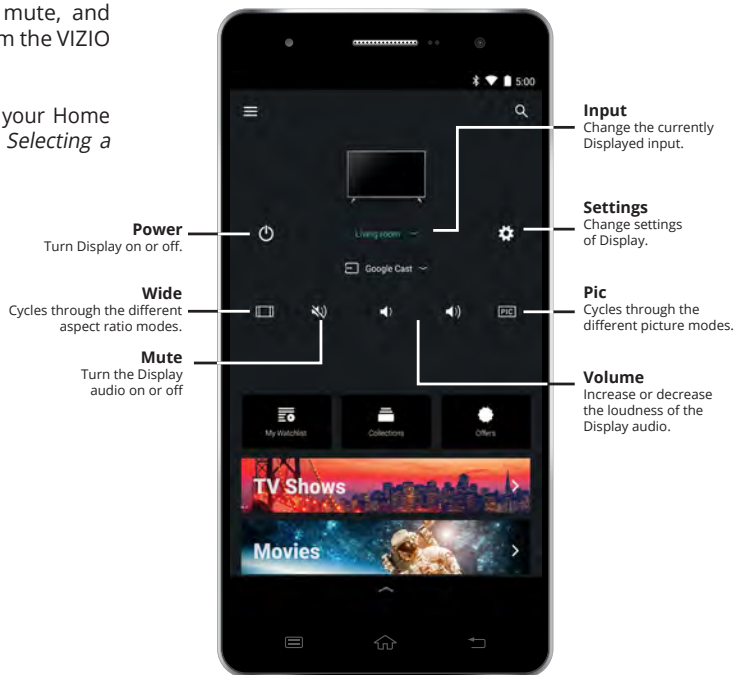 mute, and
m the VIZIO
your Home
Selecting a
5:00
Input
Change the currently
Displayed input.
Settings
Change settings
of Display.
Power
Turn Display on or off.
Living room
Google Cast
Wide
Cycles through the different
aspect ratio modes.
PIC
Pic
Cycles through the
different picture modes.
Mute
Turn the Display
audio on or off
Volume
Increase or decrease
the loudness of the
Display audio.
My Watchlist
Collections
Offers
TV Shows
Movies